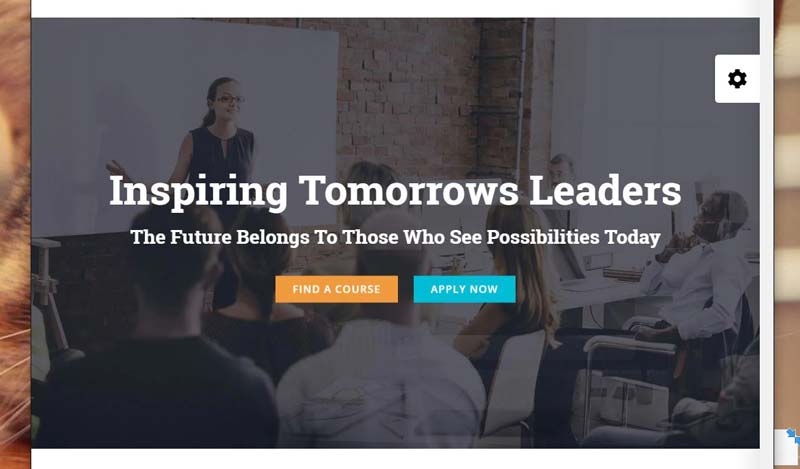 Inspiring Tomorrows Leaders
The Future Belongs To Those Who See Possibilities Today
FIND A COURSE
APPLY NOW